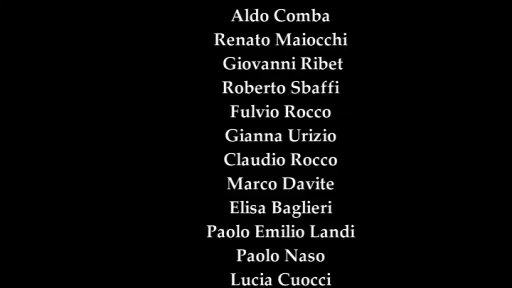 Aldo Comba
Renato Maiocchi
Giovanni Ribet
Roberto Sbaffi
Fulvio Rocco
Gianna Urizio
Claudio Rocco
Marco Davite
Elisa Baglieri
Paolo Emilio Landi
Paolo Naso
Lucia Cuocci